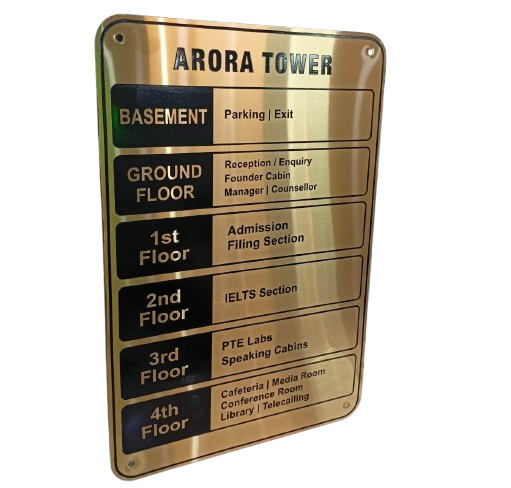 ARORA TOWER
BASEMENT
Parking | Exit
GROUND
FLOOR
Reception / Enquiry
Founder Cabin
Manager | Counsellor
1st
Floor
Admission
Filing Section
2nd
Floor
IELTS Section
3rd
Floor
PTE Labs
Speaking Cabins
4th
Floor
Cafeteria | Media Room
Conference Room
Library | Telecalling